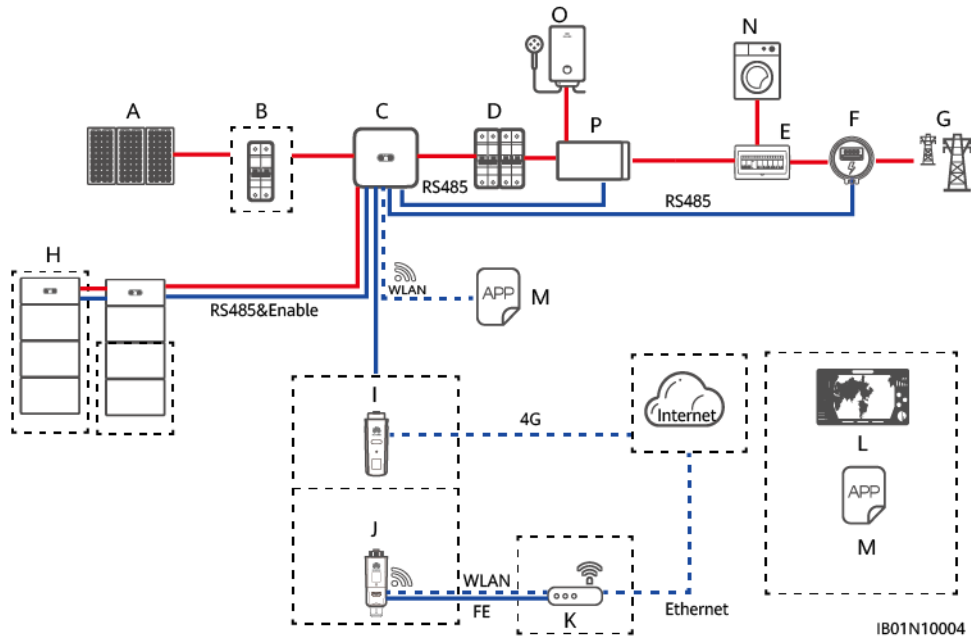 O
N
A
B
C
D
P
E
F
G
RS485
RS485
H
WLAN
APP
M
RS485&Enable
I
4G
Internet
L
APP
M
J
WLAN
FE
K
Ethernet
IB01N10004